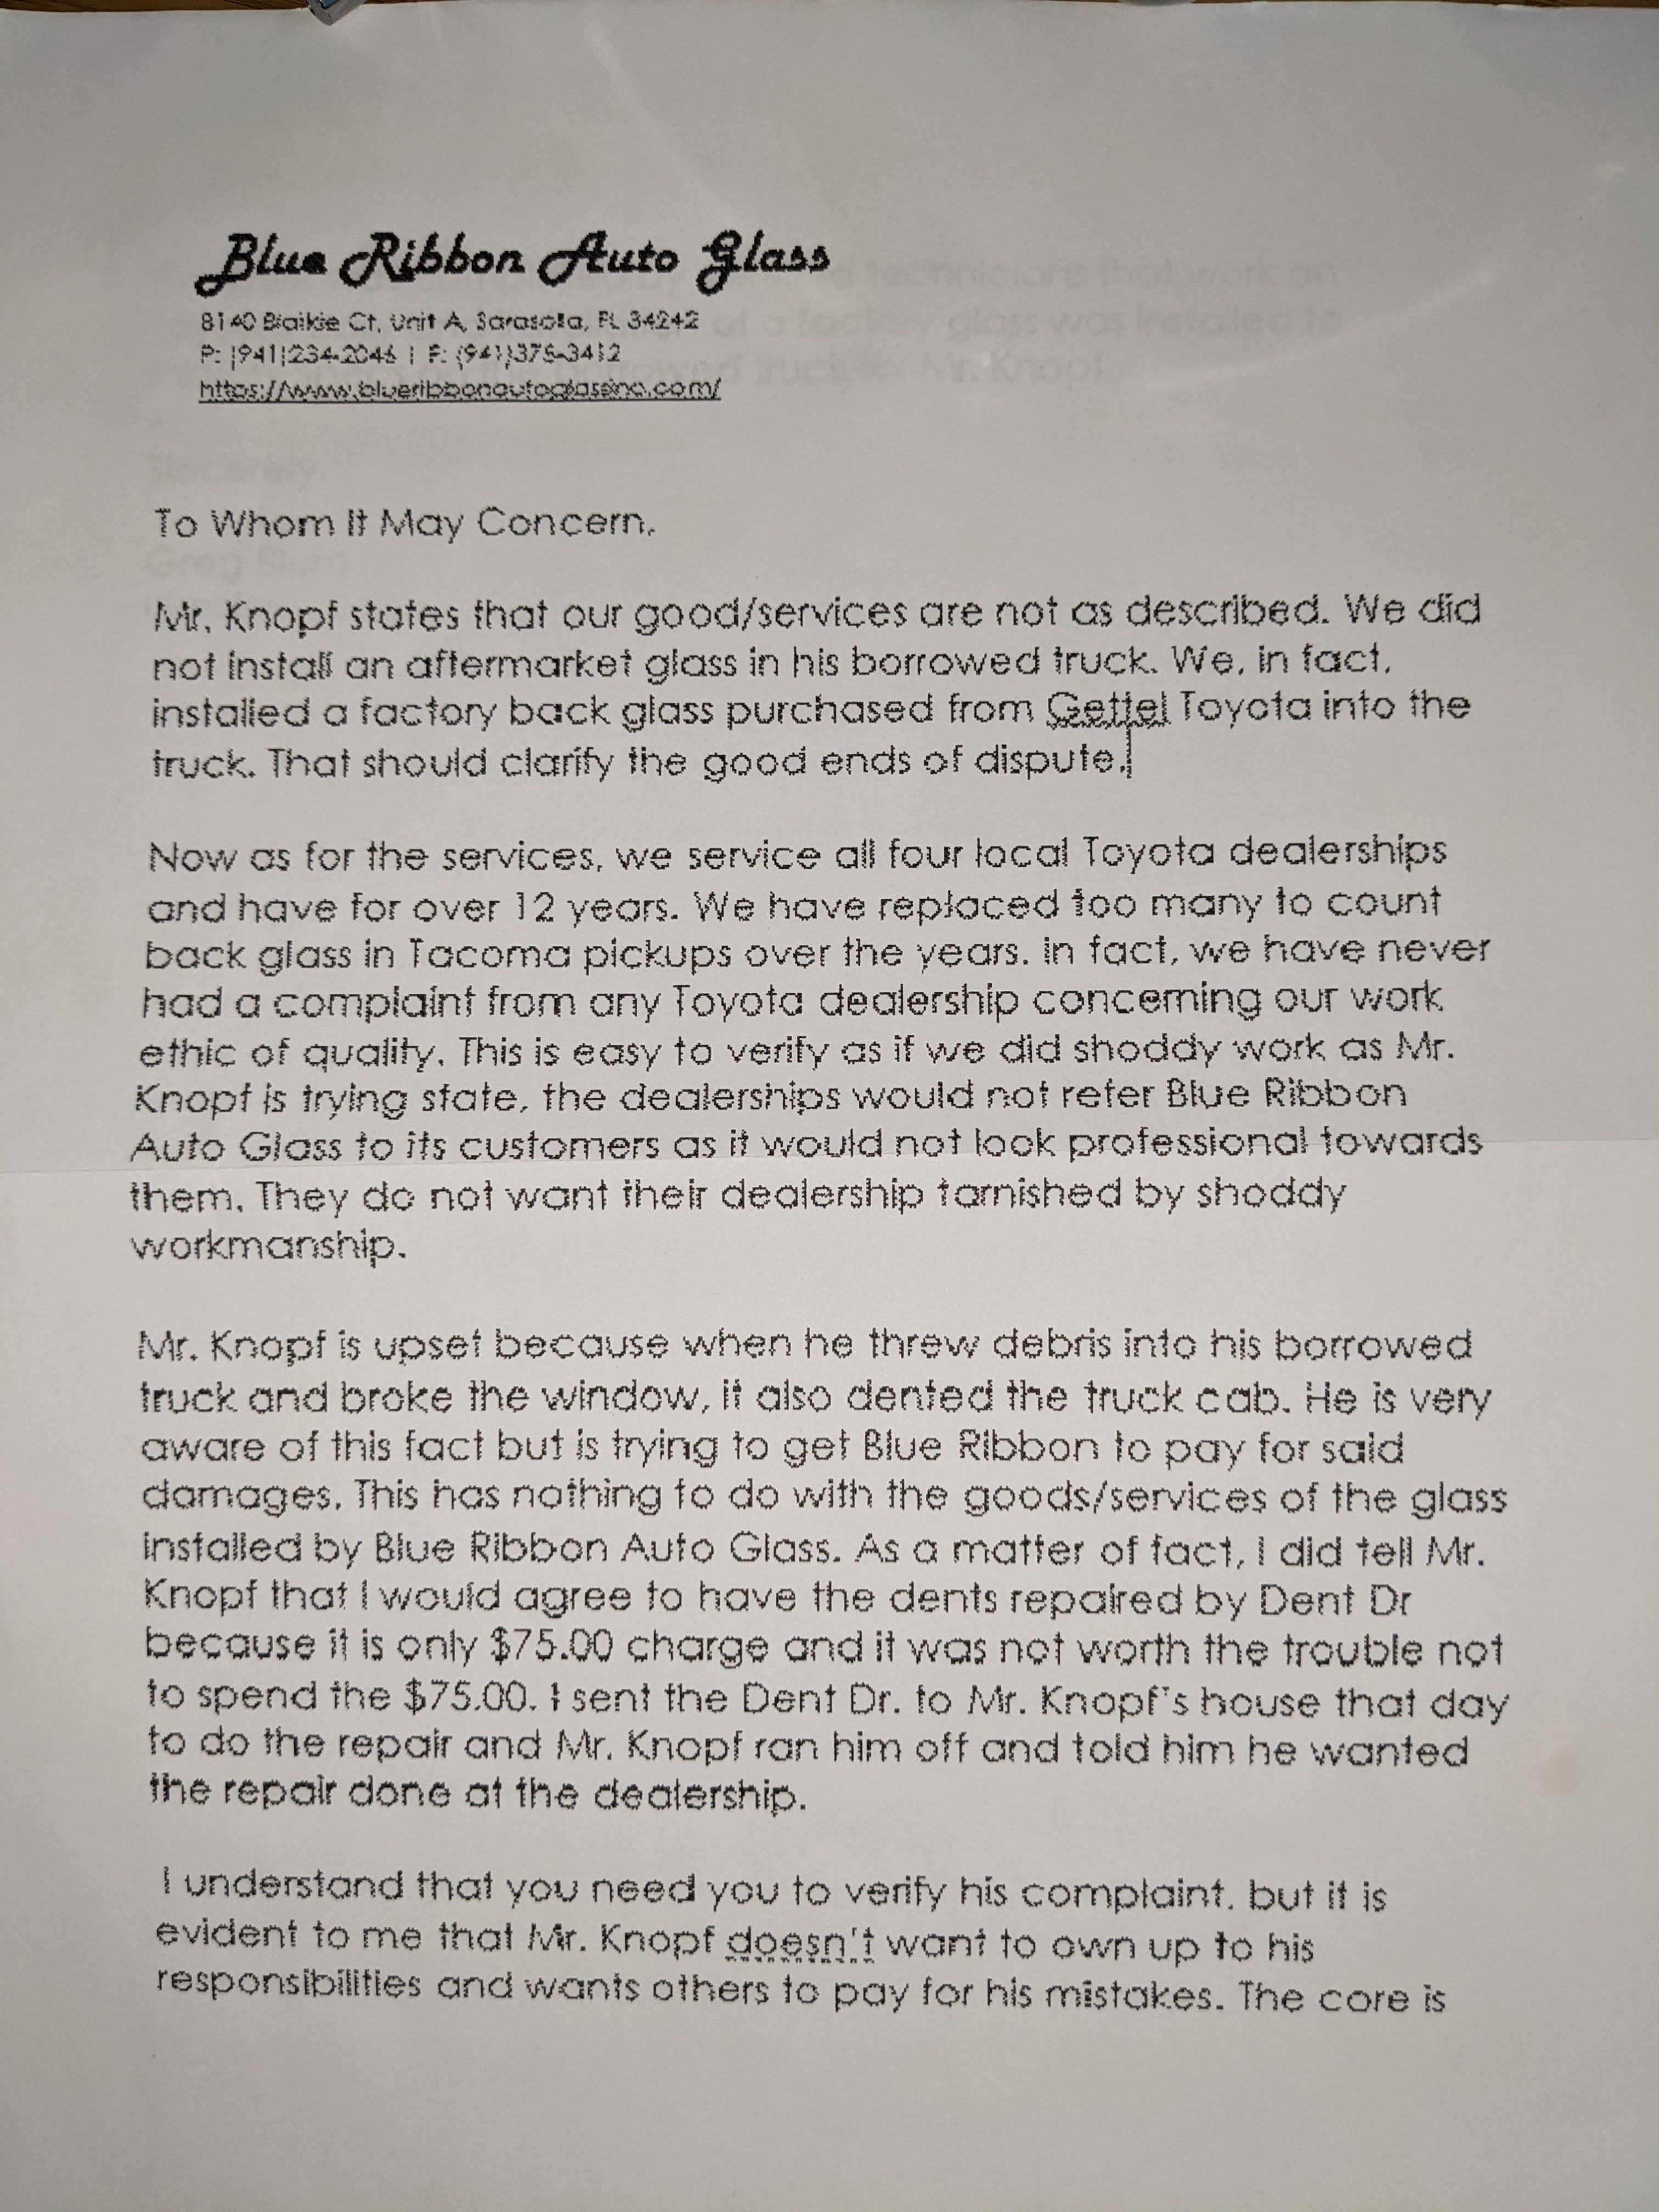 Blue Ribbon Auto Glass
8140 Blaikie Ct, Unit A, Sarasota, FL 34242
P: (941)234-2046 | F: (941)375-3412
https://www.blueribbonautoglassinc.com/
To Whom It May Concern,
Mr. Knopf states that our good/services are not as described. We did
not install an aftermarket glass in his borrowed truck. We, in fact,
installed a factory back glass purchased from Gettel Toyota into the
truck. That should clarify the good ends of dispute.
Now as for the services, we service all four local Toyota dealerships
and have for over 12 years. We have replaced too many to count
back glass in Tacoma pickups over the years. In fact, we have never
had a complaint from any Toyota dealership concerning our work
ethic of quality. This is easy to verify as if we did shoddy work as Mr.
Knopf is trying state, the dealerships would not refer Blue Ribbon
Auto Glass to its customers as it would not look professional towards
them. They do not want their dealership tarnished by shoddy
workmanship.
Mr. Knopf is upset because when he threw debris into his borrowed
truck and broke the window, it also dented the truck cab. He is very
aware of this fact but is trying to get Blue Ribbon to pay for said
damages. This has nothing to do with the goods/services of the glass
installed by Blue Ribbon Auto Glass. As a matter of fact, I did tell Mr.
Knopf that I would agree to have the dents repaired by Dent Dr
because it is only $75.00 charge and it was not worth the trouble not
to spend the $75.00. I sent the Dent Dr. to Mr. Knopf's house that day
to do the repair and Mr. Knopf ran him off and told him he wanted
the repair done at the dealership.
I understand that you need you to verify his complaint, but it is
evident to me that Mr. Knopf doesn't want to own up to his
responsibilities and wants others to pay for his mistakes. The core is